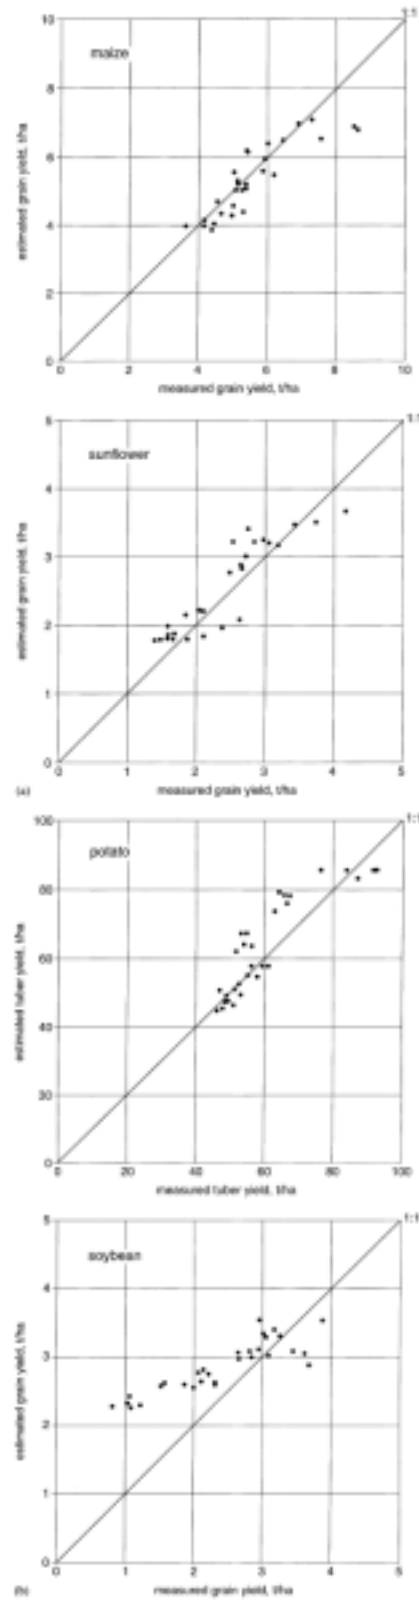 1:1
10
maize
8
6
4
2
0
estimated grain yield, t/ha
0 2 4 6 8 10
measured grain yield, t/ha
1:1
5
sunflower
4
3
2
1
0
estimated grain yield, t/ha
0 1 2 3 4 5
(a) measured grain yield, t/ha
1:1
100
potato
80
60
40
20
0
estimated tuber yield, t/ha
0 20 40 60 80 100
measured tuber yield, t/ha
1:1
5
soybean
4
3
2
1
0
estimated grain yield, t/ha
0 1 2 3 4 5
(b) measured grain yield, t/ha